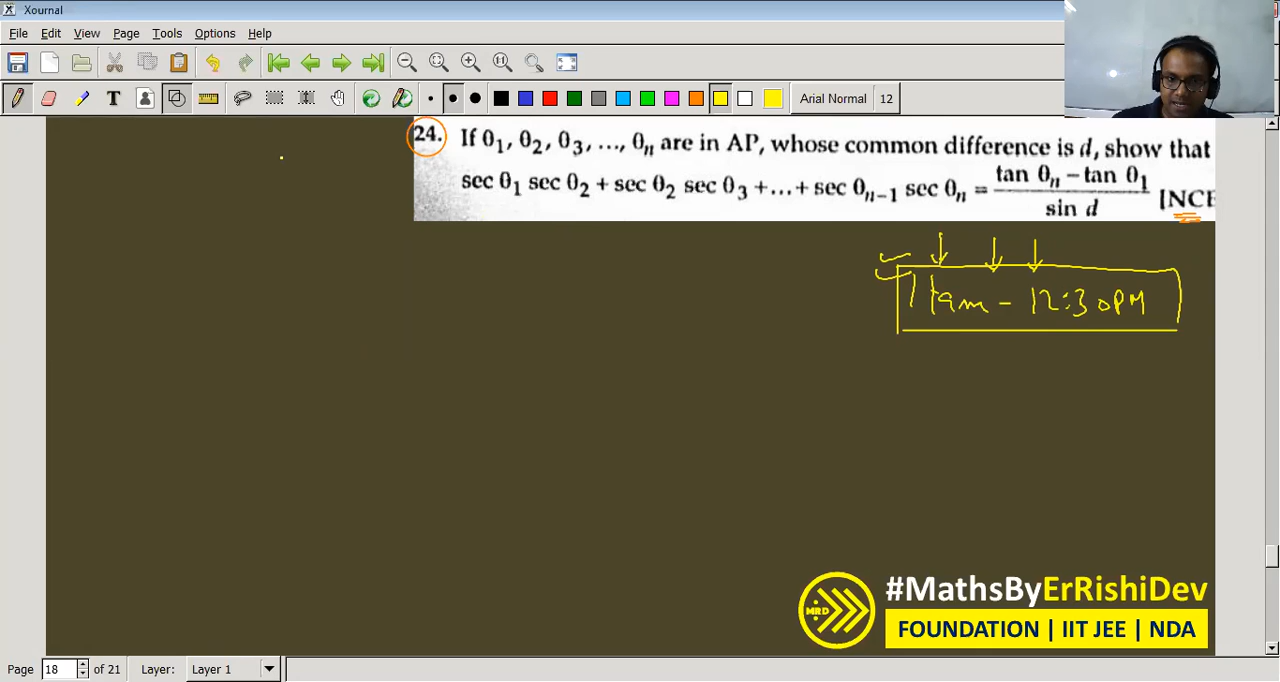 Xournal
File Edit View Page Tools Options Help
Arial Normal 12
24. If θ₁, θ₂, θ₃, ..., θₙ are in AP, whose common difference is d, show that
sec θ₁ sec θ₂ + sec θ₂ sec θ₃ +...+ sec θₙ₋₁ sec θₙ = (tan θₙ – tan θ₁)/(sin d) [NCE
11am - 12:30PM
MRD
#MathsByErRishiDev
FOUNDATION | IIT JEE | NDA
Page 18 of 21 Layer: Layer 1